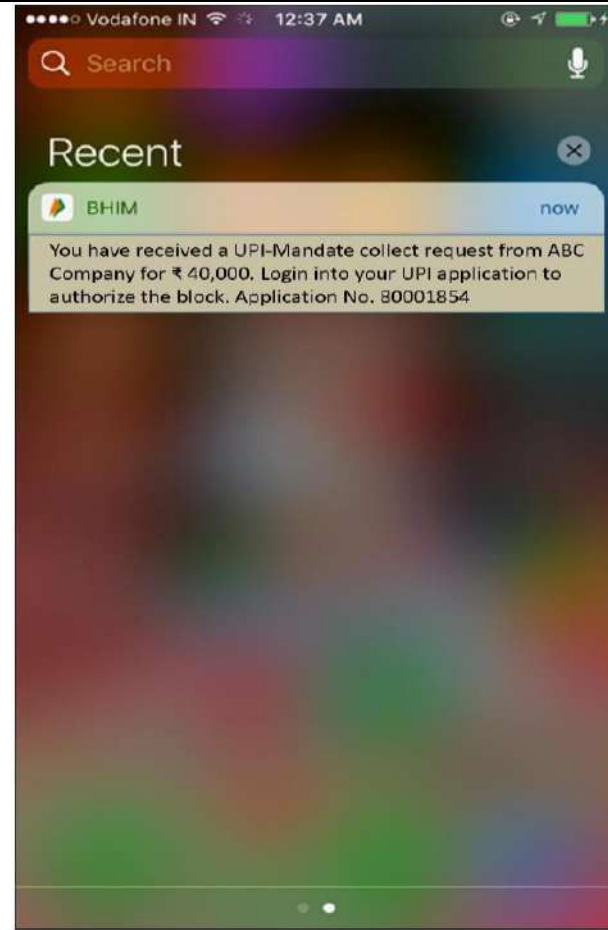 Vodafone IN 12:37 AM
Search
Recent
BHIM now
You have received a UPI-Mandate collect request from ABC
Company for ₹ 40,000. Login into your UPI application to
authorize the block. Application No. 80001854